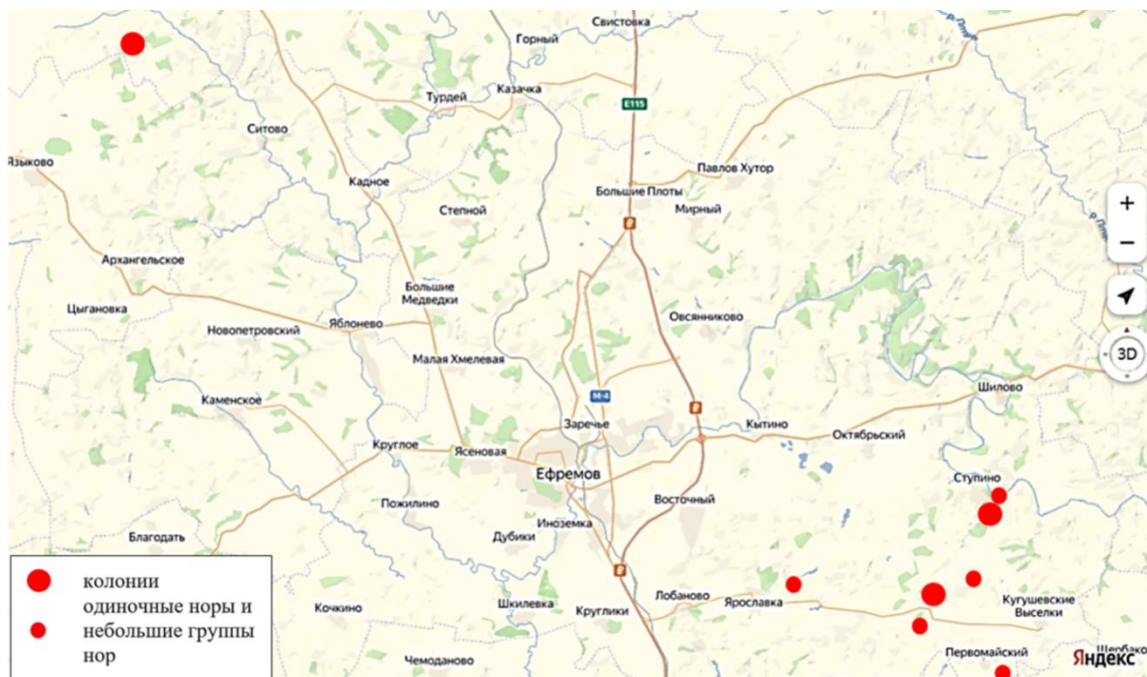 Свистовка
р. Птань
Горный
Казачка
Турдей
E115
Ситово
Языково
Павлов Хутор
Кадное
Большие Плоты
Степной
Мирный
р. Птань
Архангельское
Большие
Медведки
Цыгановка
Овсянниково
Новопетровский
Яблонево
3D
Малая Хмелевая
Шилово
М-4
Каменское
Заречье
Кытино
Октябрьский
Круглое
Ясеновая
Ефремов
Ступино
Пожилино
Восточный
Иноземка
Благодать
Дубики
колонии
одиночные норы и
небольшие группы
нор
Кочкино
Шкилевка
Круглики
Лобаново
Ярославка
Кугушевские
Выселки
Чемоданово
Первомайский
Яндекс